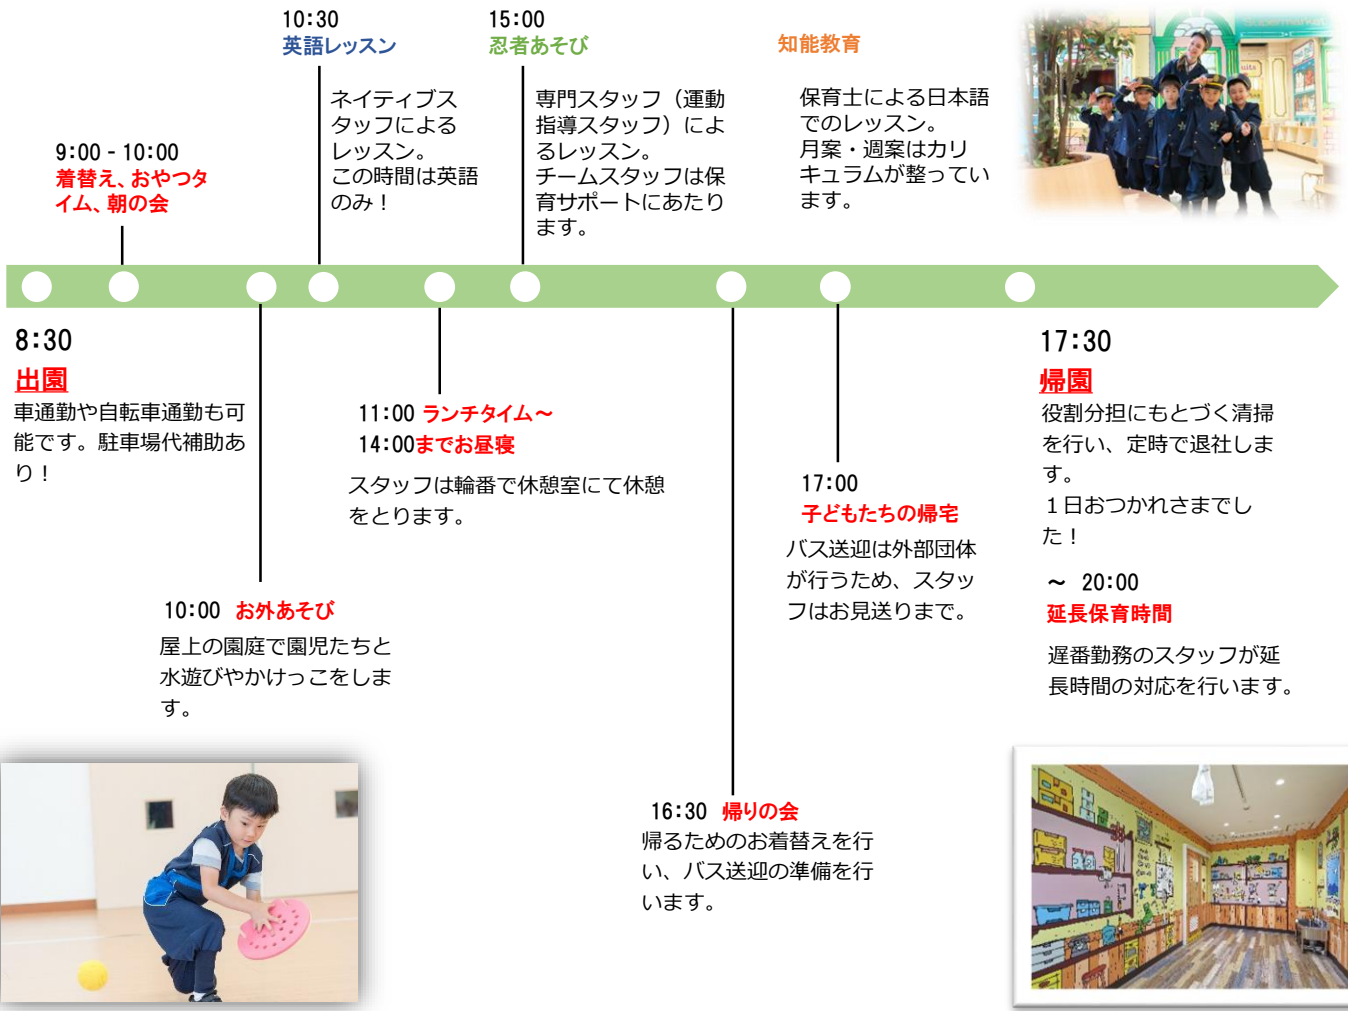 10:30
英語レッスン
ネイティブス
タッフによる
レッスン。
この時間は英語
のみ！
15:00
忍者あそび
専門スタッフ（運動
指導スタッフ）によ
るレッスン。
チームスタッフは保
育サポートにあたり
ます。
知能教育
保育士による日本語
でのレッスン。
月案・週案はカリ
キュラムが整ってい
ます。
Supermarket
9:00 - 10:00
着替え、おやつタ
イム、朝の会
8:30
出園
車通勤や自転車通勤も可
能です。駐車場代補助あ
り！
11:00 ランチタイム～
14:00までお昼寝
スタッフは輪番で休憩室にて休憩
をとります。
10:00 お外あそび
屋上の園庭で園児たちと
水遊びやかけっこをしま
す。
17:00
子どもたちの帰宅
バス送迎は外部団体
が行うため、スタッ
フはお見送りまで。
17:30
帰園
役割分担にもとづく清掃
を行い、定時で退社しま
す。
１日おつかれさまでし
た！
～ 20:00
延長保育時間
遅番勤務のスタッフが延
長時間の対応を行います。
16:30 帰りの会
帰るためのお着替えを行
い、バス送迎の準備を行
います。